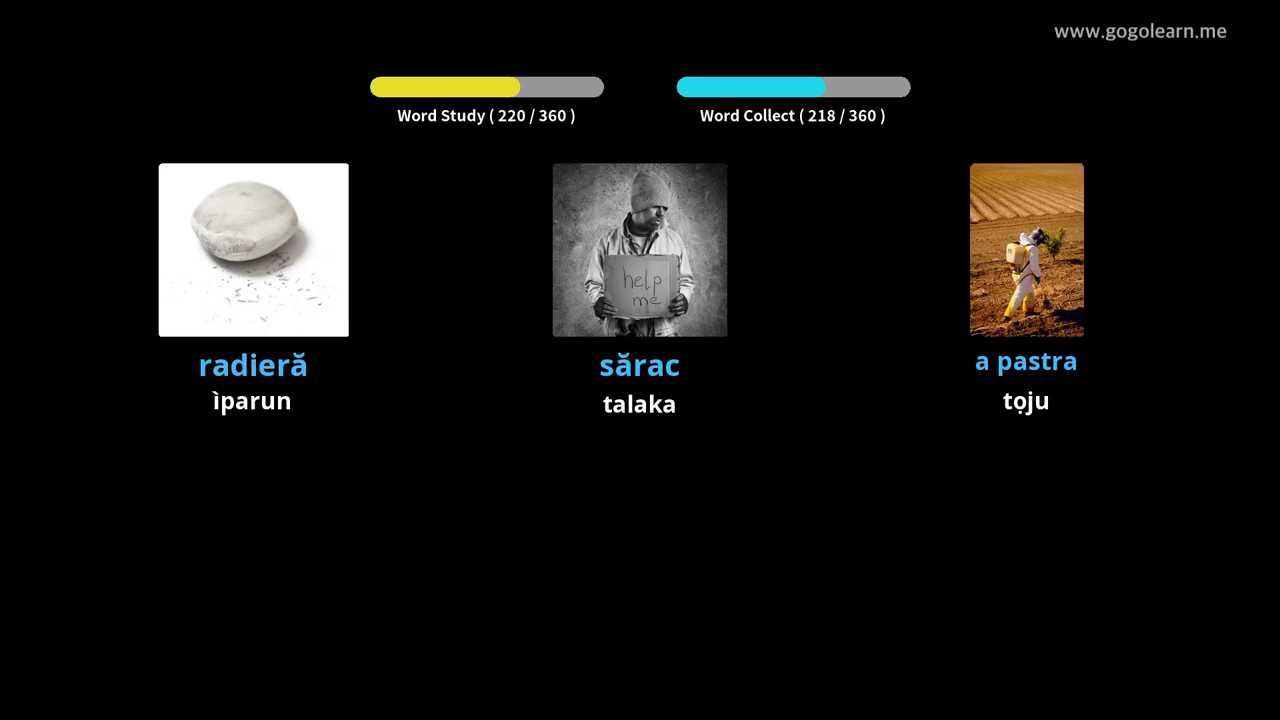 www.gogolearn.me
Word Study ( 220 / 360 )
Word Collect ( 218 / 360 )
help
me
radieră
sărac
a pastra
ìparun
talaka
tọju